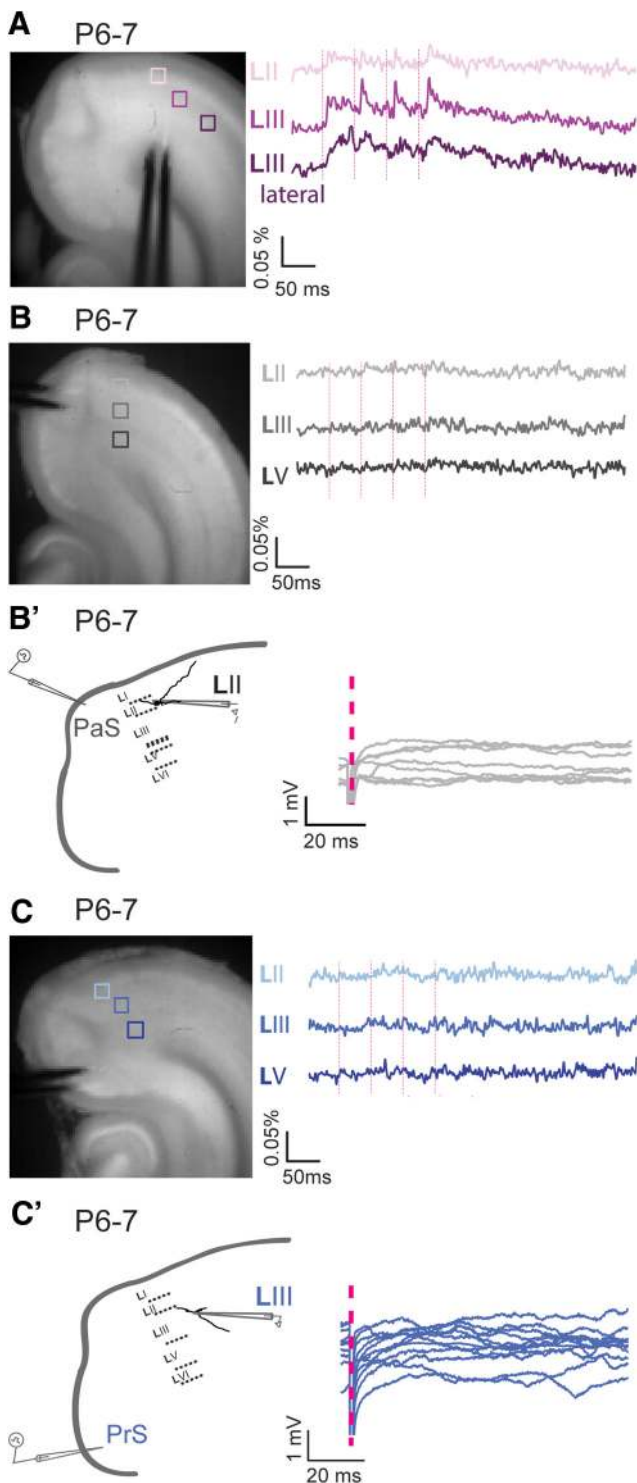 A
P6-7
LII
LIII
LIII
lateral
0.05 %
50 ms
B
P6-7
LII
LIII
LV
0.05%
50ms
B'
P6-7
LII
LI
LII
PaS
LIII
LV
LVI
1 mV
20 ms
C
P6-7
LII
LIII
LV
0.05%
50ms
C'
P6-7
LI
LII
LIII
LIII
LV
LVI
PrS
1 mV
20 ms